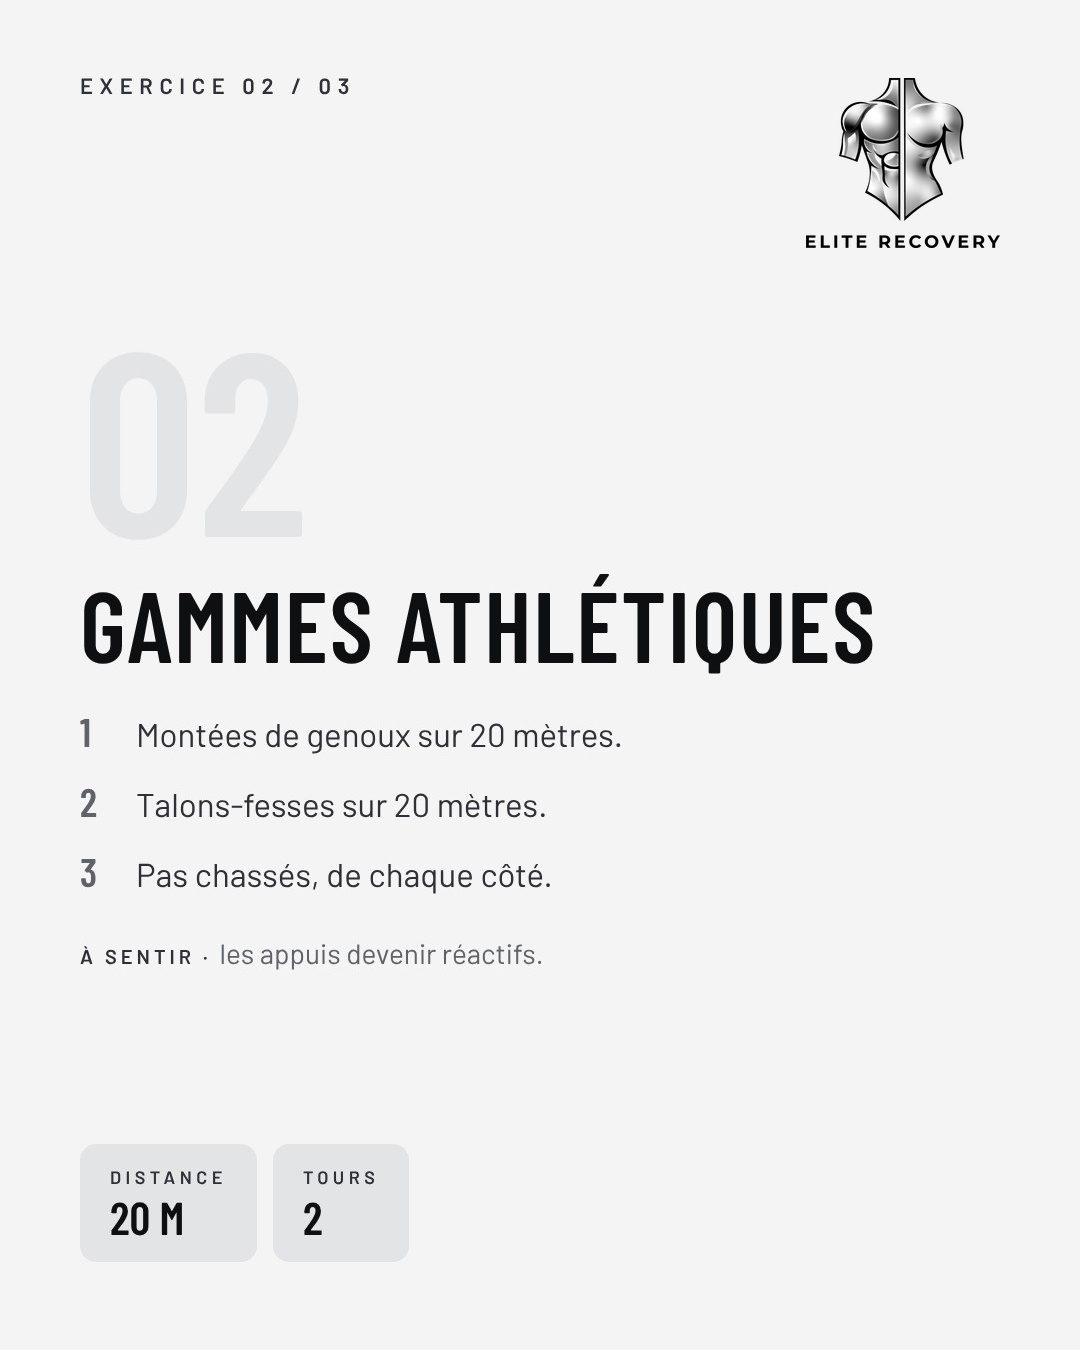 EXERCICE 02 / 03
ELITE RECOVERY
02
GAMMES ATHLÉTIQUES
1 Montées de genoux sur 20 mètres.
2 Talons-fesses sur 20 mètres.
3 Pas chassés, de chaque côté.
À SENTIR · les appuis devenir réactifs.
DISTANCE
20 M
TOURS
2